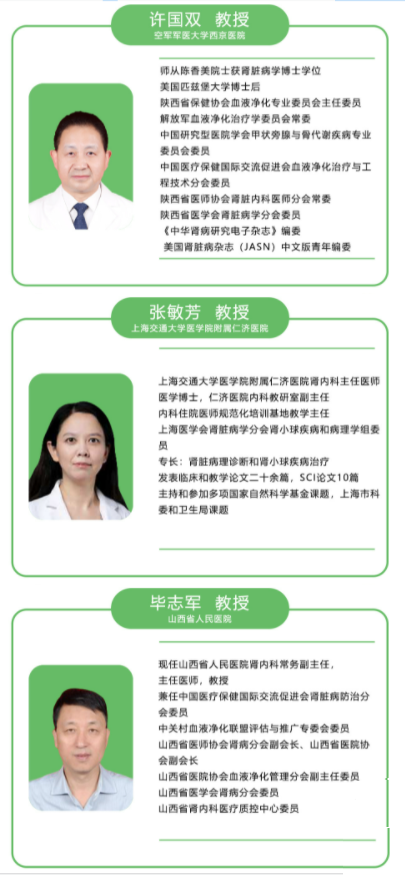 许国双 教授
空军军医大学西京医院
师从陈香美院士获肾脏病学博士学位
美国匹兹堡大学博士后
陕西省保健协会血液净化专业委员会主任委员
解放军血液净化治疗学委员会常委
中国研究型医院学会甲状旁腺与骨代谢疾病专业
委员会委员
中国医疗保健国际交流促进会血液净化治疗与工
程技术分会委员
陕西省医师协会肾脏内科医师分会常委
陕西省医学会肾脏病学分会委员
《中华肾病研究电子杂志》编委
美国肾脏病杂志（JASN）中文版青年编委
张敏芳 教授
上海交通大学医学院附属仁济医院
上海交通大学医学院附属仁济医院肾内科主任医师
医学博士，仁济医院内科教研室副主任
内科住院医师规范化培训基地教学主任
上海医学会肾脏病学分会肾小球疾病和病理学组委
员
专长：肾脏病理诊断和肾小球疾病治疗
发表临床和教学论文二十余篇，SCI论文10篇
主持和参加多项国家自然科学基金课题，上海市科
委和卫生局课题
毕志军 教授
山西省人民医院
现任山西省人民医院肾内科常务副主任，
主任医师，教授
兼任中国医疗保健国际交流促进会肾脏病防治分
会委员
中关村血液净化联盟评估与推广专委会委员
山西省医师协会肾病分会副会长、山西省医院协
会副会长
山西省医院协会血液净化管理分会副主任委员
山西省医学会肾病分会委员
山西省肾内科医疗质控中心委员